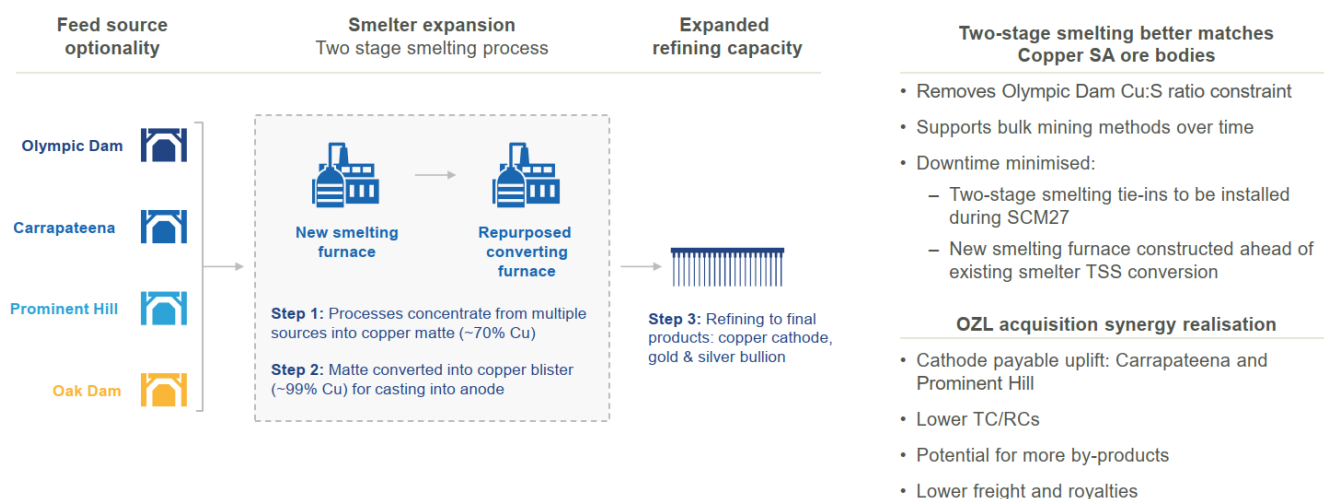 Feed source
optionality
Smelter expansion
Two stage smelting process
Expanded
refining capacity
Olympic Dam
Carrapateena
Prominent Hill
Oak Dam
New smelting
furnace
Repurposed
converting
furnace
Step 1: Processes concentrate from multiple
sources into copper matte (~70% Cu)
Step 2: Matte converted into copper blister
(~99% Cu) for casting into anode
Step 3: Refining to final
products: copper cathode,
gold & silver bullion
Two-stage smelting better matches
Copper SA ore bodies
• Removes Olympic Dam Cu:S ratio constraint
• Supports bulk mining methods over time
• Downtime minimised:
– Two-stage smelting tie-ins to be installed
during SCM27
– New smelting furnace constructed ahead of
existing smelter TSS conversion
OZL acquisition synergy realisation
• Cathode payable uplift: Carrapateena and
Prominent Hill
• Lower TC/RCs
• Potential for more by-products
• Lower freight and royalties